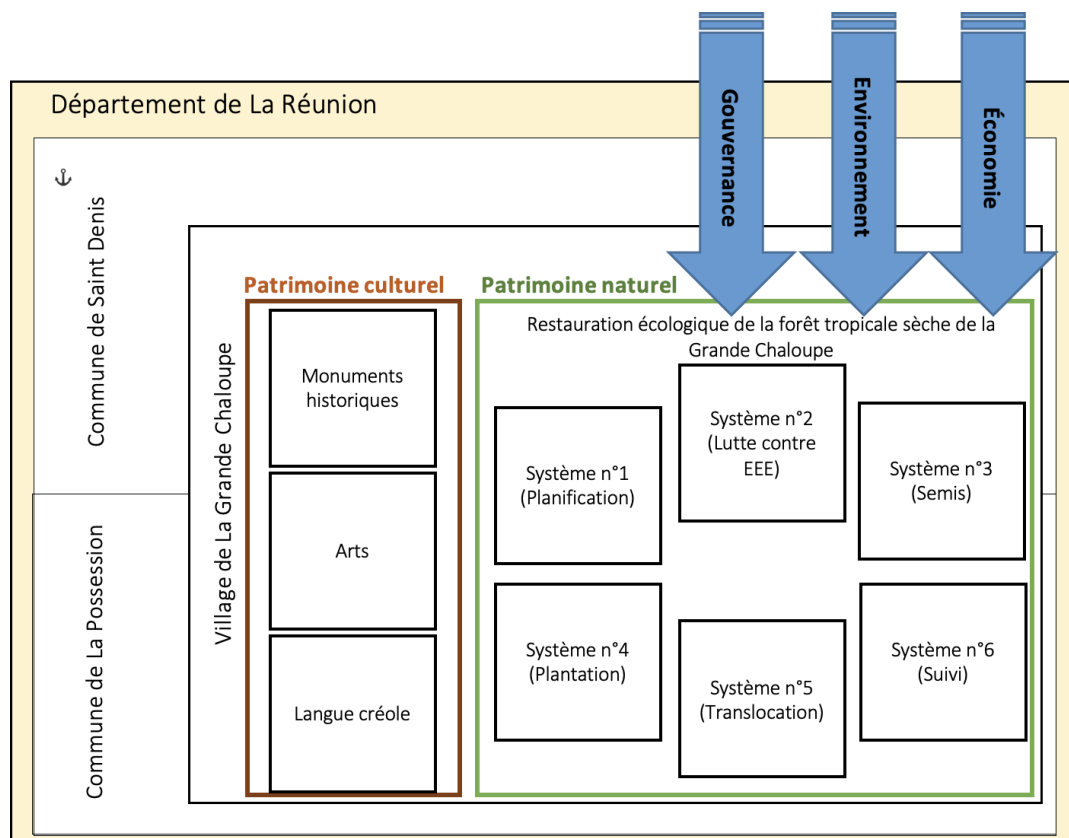 Gouvernance
Environnement
Économie
Département de La Réunion
Commune de Saint Denis
Commune de La Possession
Village de La Grande Chaloupe
Patrimoine culturel
Monuments
historiques
Arts
Langue créole
Patrimoine naturel
Restauration écologique de la forêt tropicale sèche de la
Grande Chaloupe
Système n°1
(Planification)
Système n°2
(Lutte contre
EEE)
Système n°3
(Semis)
Système n°4
(Plantation)
Système n°5
(Translocation)
Système n°6
(Suivi)